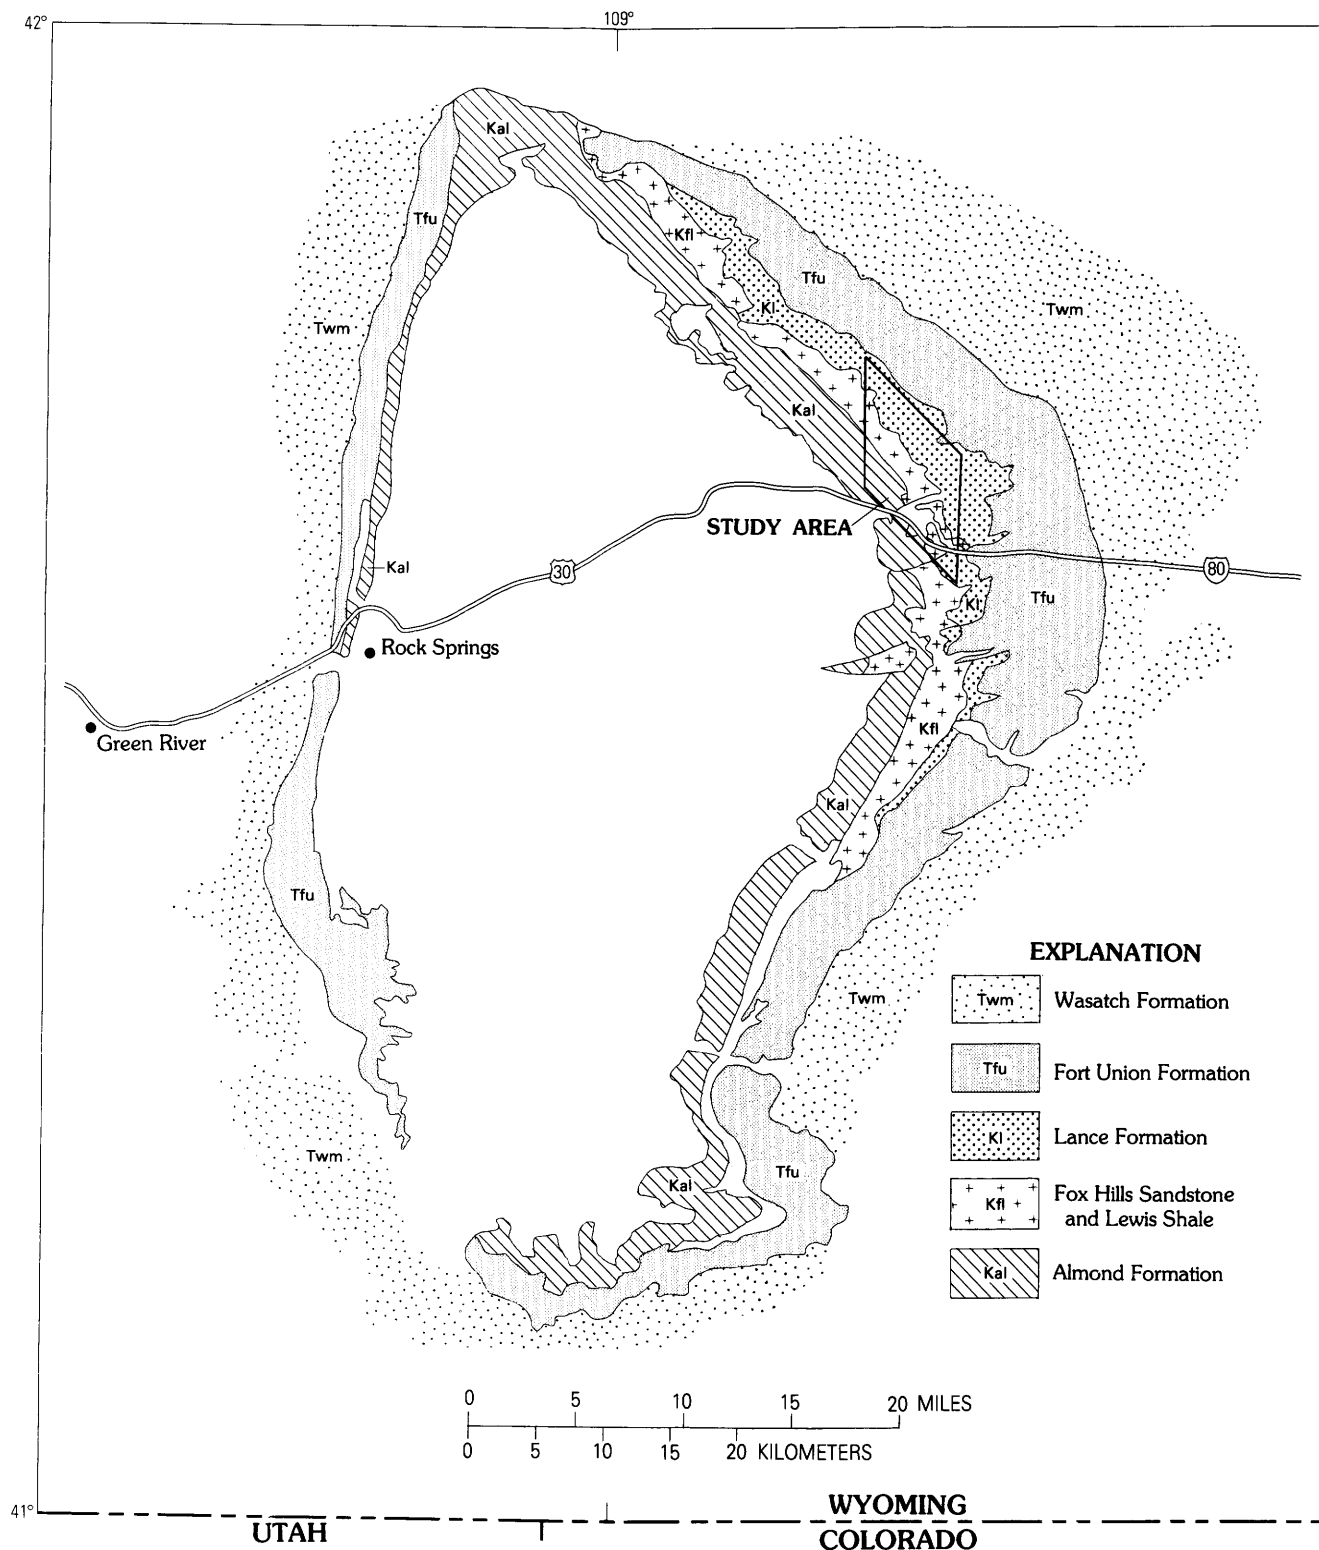 42°
109°
Kal
Tfu
Kfl
Tfu
Kl
Twm
Twm
Kal
STUDY AREA
30
80
Kal
Tfu
Kl
Rock Springs
Kfl
Green River
Kal
Tfu
EXPLANATION
Twm
Twm Wasatch Formation
Tfu Fort Union Formation
Kl Lance Formation
Twm
Tfu
Kal
Kfl Fox Hills Sandstone
and Lewis Shale
Kal Almond Formation
0 5 10 15 20 MILES
0 5 10 15 20 KILOMETERS
41°
WYOMING
UTAH
COLORADO